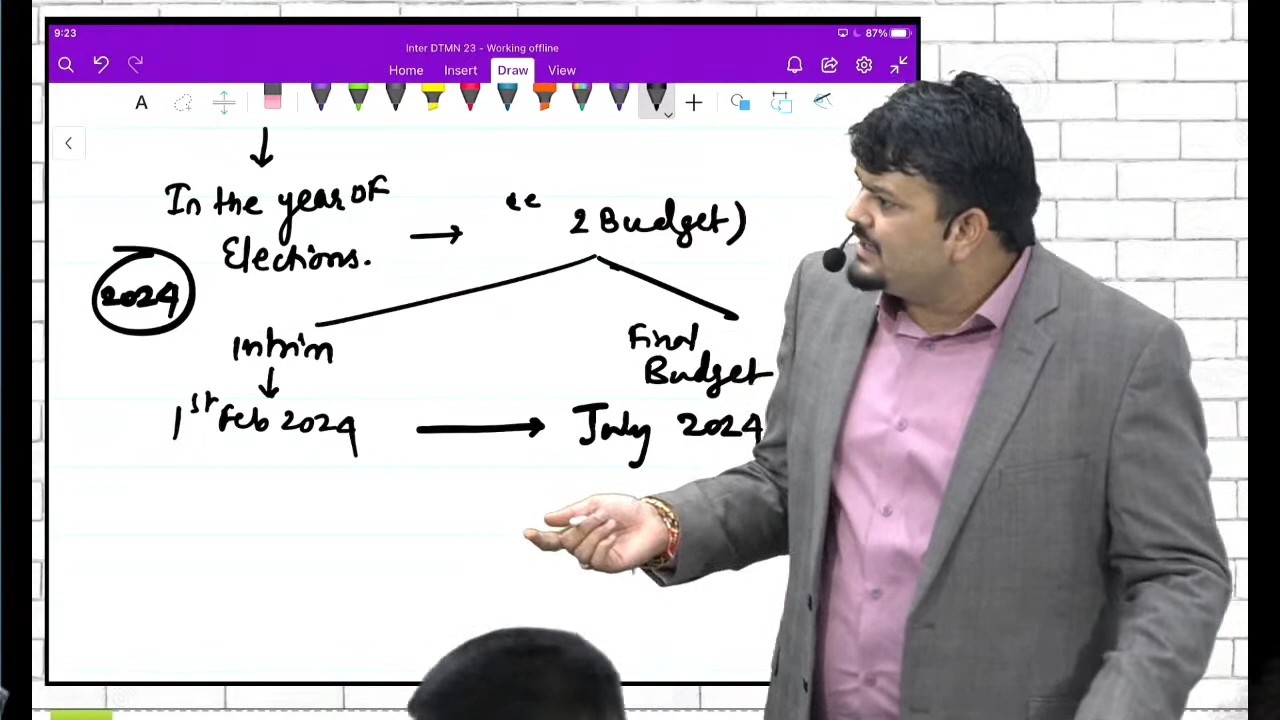 9:23
87%
Inter DTMN 23 - Working offline
Home Insert Draw View
A
In the year of
Elections.
2 Budget)
2024
Intrim
Final
Budget
1st Feb 2024
July 2024